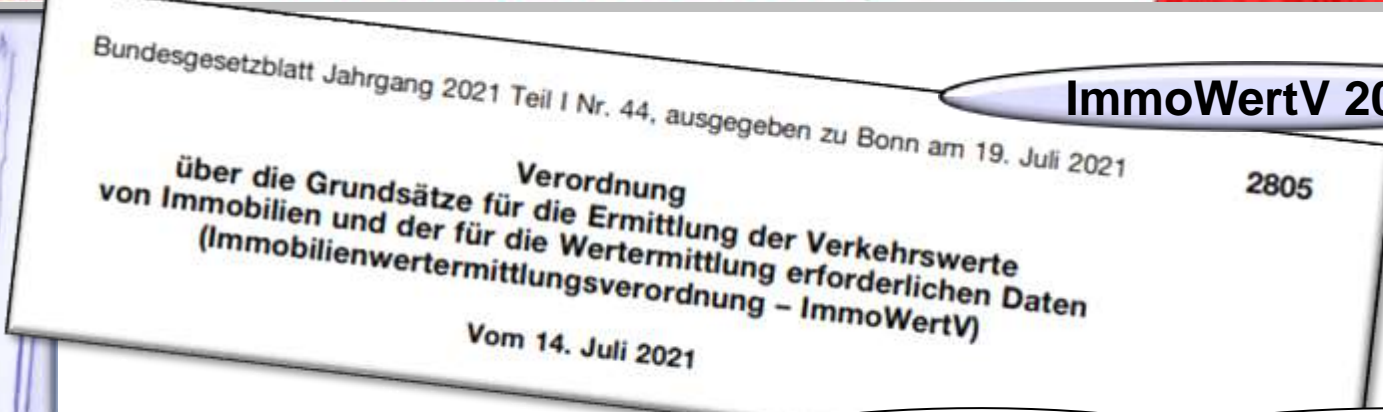 Bundesgesetzblatt Jahrgang 2021 Teil I Nr. 44, ausgegeben zu Bonn am 19. Juli 2021
2805
ImmoWertV 20
Verordnung
über die Grundsätze für die Ermittlung der Verkehrswerte
von Immobilien und der für die Wertermittlung erforderlichen Daten
(Immobilienwertermittlungsverordnung – ImmoWertV)
Vom 14. Juli 2021